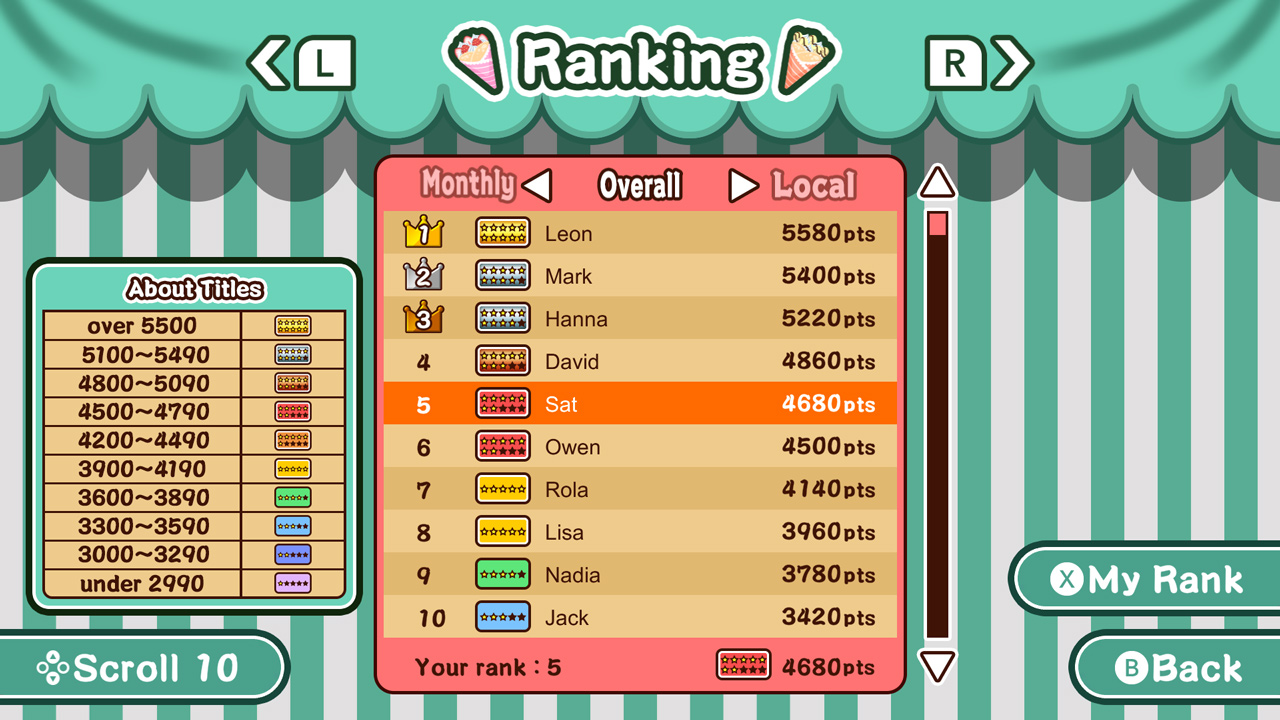 L
Ranking
R
Monthly Overall Local
1 Leon 5580pts
2 Mark 5400pts
3 Hanna 5220pts
4 David 4860pts
5 Sat 4680pts
6 Owen 4500pts
7 Rola 4140pts
8 Lisa 3960pts
9 Nadia 3780pts
10 Jack 3420pts
Your rank : 5 4680pts
About Titles
over 5500
5100~5490
4800~5090
4500~4790
4200~4490
3900~4190
3600~3890
3300~3590
3000~3290
under 2990
Scroll 10
X My Rank
B Back